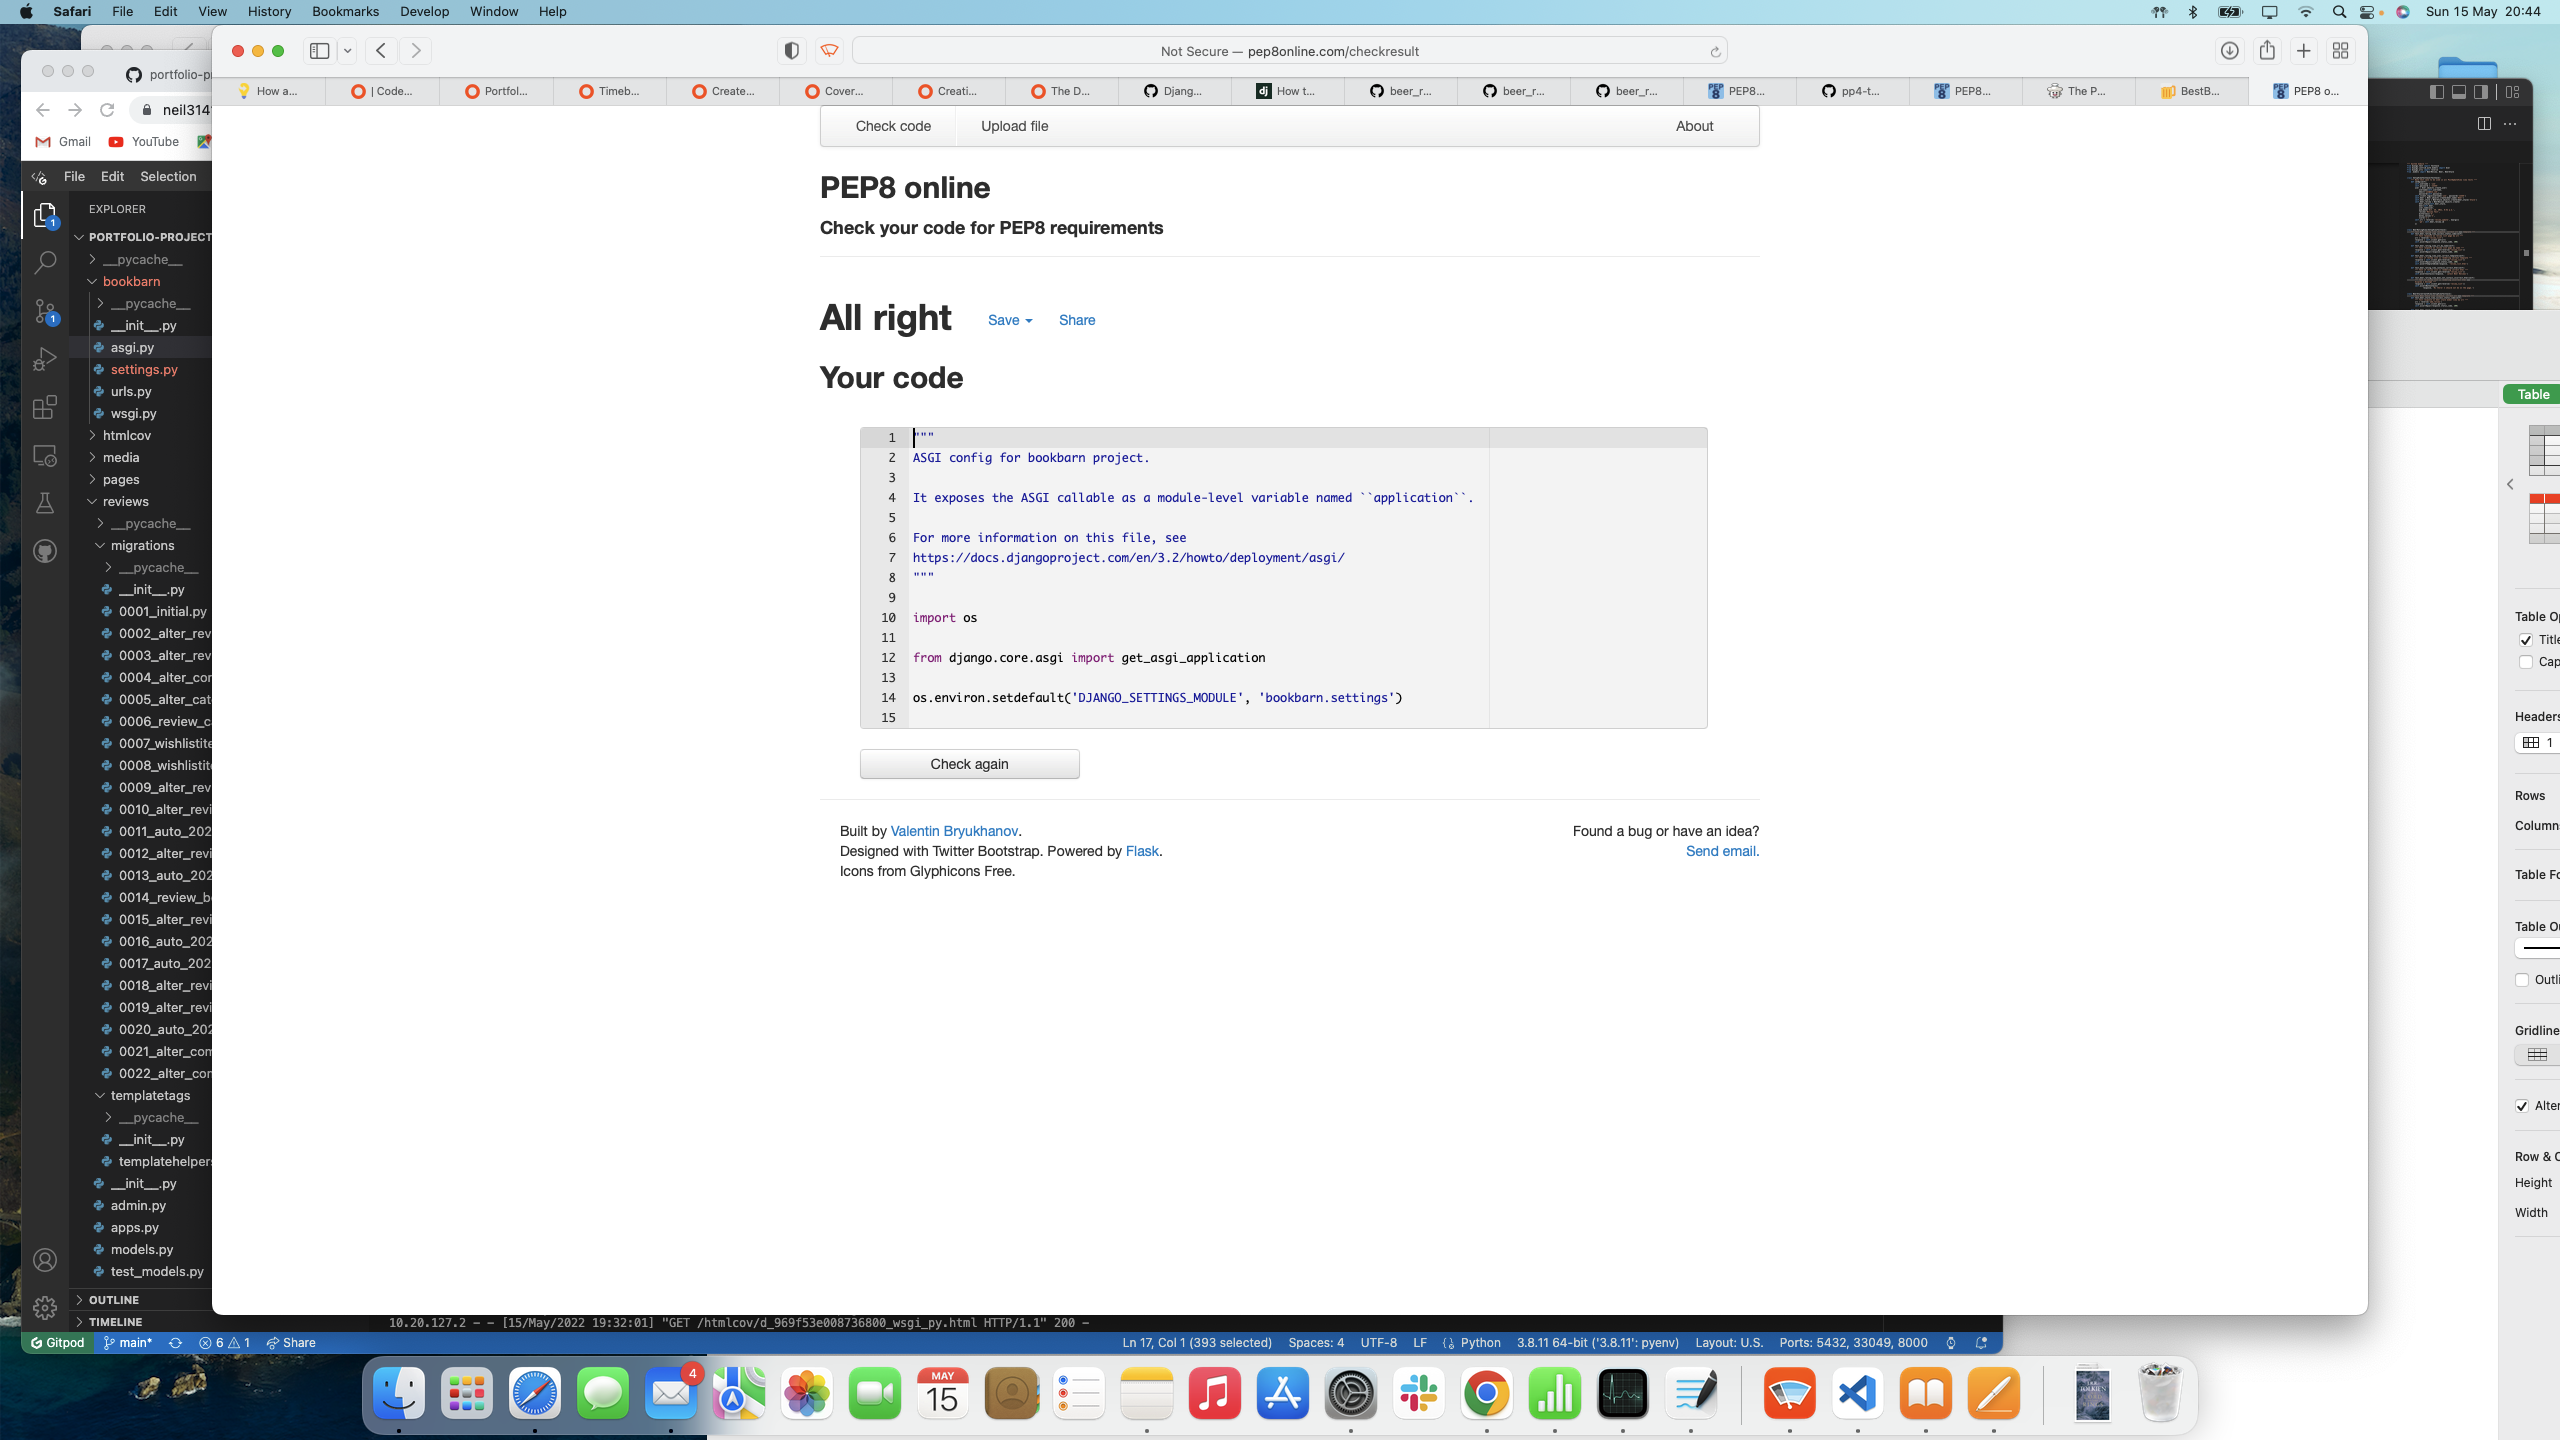 Safari File Edit View History Bookmarks Develop Window Help
Sun 15 May 20:44
Not Secure — pep8online.com/checkresult
How a...
| Code...
Portfol...
Timeb...
Create...
Cover...
Creati...
The D...
Djang...
How t...
beer_r...
beer_r...
beer_r...
PEP8...
pp4-t...
PEP8...
The P...
BestB...
PEP8 o...
portfolio-p
neil314
Gmail
YouTube
File Edit Selection
EXPLORER
PORTFOLIO-PROJECT
__pycache__
bookbarn
__pycache__
__init__.py
asgi.py
settings.py
urls.py
wsgi.py
htmlcov
media
pages
reviews
__pycache__
migrations
__pycache__
__init__.py
0001_initial.py
0002_alter_rev
0003_alter_rev
0004_alter_cor
0005_alter_cat
0006_review_c
0007_wishlistite
0008_wishlistit
0009_alter_rev
0010_alter_revi
0011_auto_202
0012_alter_revi
0013_auto_202
0014_review_b
0015_alter_revi
0016_auto_202
0017_auto_202
0018_alter_revi
0019_alter_revi
0020_auto_202
0021_alter_com
0022_alter_con
templatetags
__pycache__
__init__.py
templatehelpers
__init__.py
admin.py
apps.py
models.py
test_models.py
OUTLINE
TIMELINE
Check code
Upload file
About
PEP8 online
Check your code for PEP8 requirements
All right
Save
Share
Your code
1 """
2 ASGI config for bookbarn project.
3
4 It exposes the ASGI callable as a module-level variable named ``application``.
5
6 For more information on this file, see
7 https://docs.djangoproject.com/en/3.2/howto/deployment/asgi/
8 """
9
10 import os
11
12 from django.core.asgi import get_asgi_application
13
14 os.environ.setdefault('DJANGO_SETTINGS_MODULE', 'bookbarn.settings')
15
Check again
Built by Valentin Bryukhanov.
Designed with Twitter Bootstrap. Powered by Flask.
Icons from Glyphicons Free.
Found a bug or have an idea?
Send email.
Table
Table Op
Title
Cap
Headers
1
Rows
Column
Table Fo
Table Ou
Outli
Gridline
Alter
Row & C
Height
Width
10.20.127.2 - - [15/May/2022 19:32:01] "GET /htmlcov/d_969f53e008736800_wsgi_py.html HTTP/1.1" 200 -
Gitpod main* 6 1 Share
Ln 17, Col 1 (393 selected) Spaces: 4 UTF-8 LF Python 3.8.11 64-bit ('3.8.11': pyenv) Layout: U.S. Ports: 5432, 33049, 8000
4
MAY
15